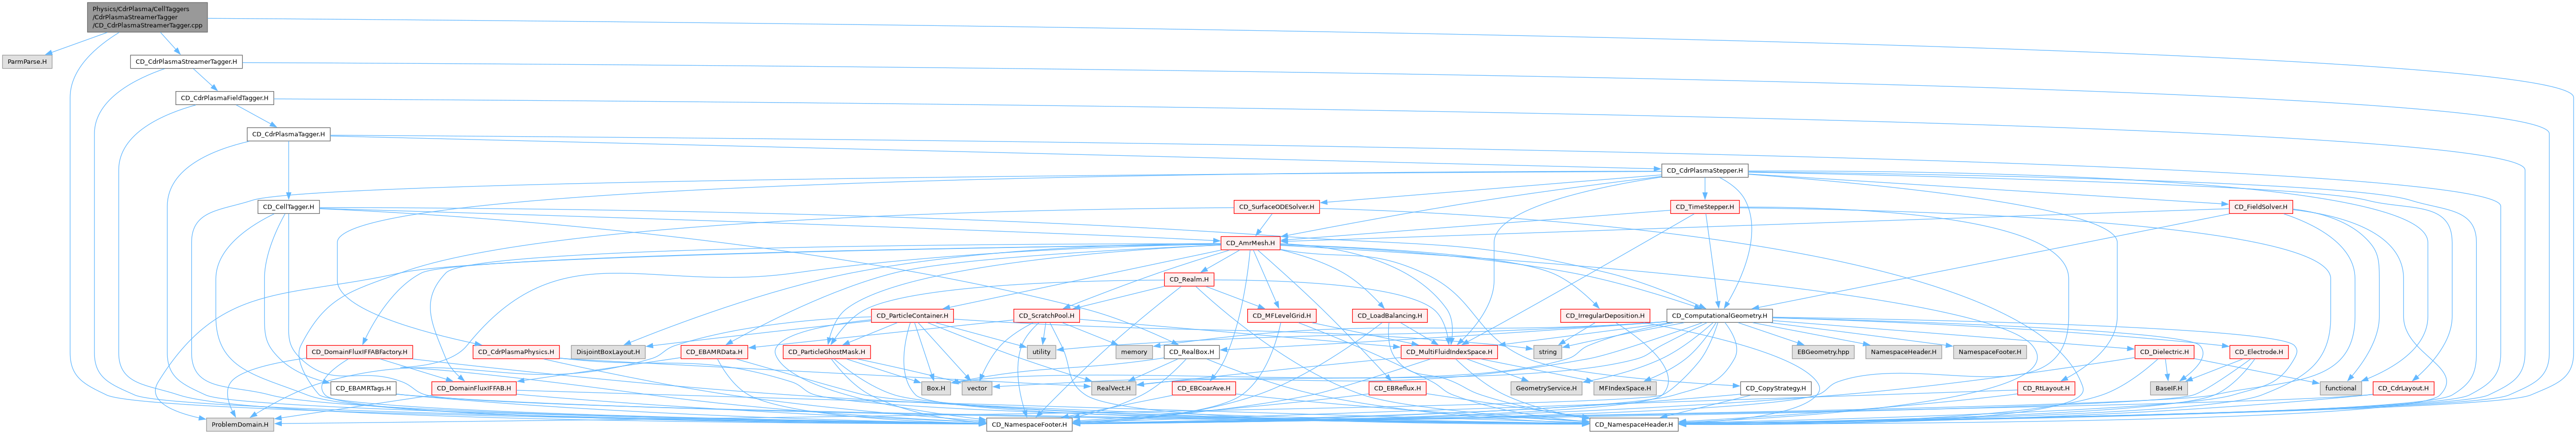 Physics/CdrPlasma/CellTaggers
/CdrPlasmaStreamerTagger
/CD_CdrPlasmaStreamerTagger.cpp
ParmParse.H
CD_CdrPlasmaStreamerTagger.H
CD_CdrPlasmaFieldTagger.H
CD_CdrPlasmaTagger.H
CD_CdrPlasmaStepper.H
CD_CellTagger.H
CD_SurfaceODESolver.H
CD_TimeStepper.H
CD_FieldSolver.H
CD_AmrMesh.H
CD_Realm.H
CD_ParticleContainer.H
CD_ScratchPool.H
CD_MFLevelGrid.H
CD_LoadBalancing.H
CD_IrregularDeposition.H
CD_ComputationalGeometry.H
CD_DomainFluxIFFABFactory.H
CD_CdrPlasmaPhysics.H
DisjointBoxLayout.H
CD_EBAMRData.H
CD_ParticleGhostMask.H
utility
memory
CD_RealBox.H
CD_MultiFluidIndexSpace.H
string
EBGeometry.hpp
NamespaceHeader.H
NamespaceFooter.H
CD_Dielectric.H
CD_Electrode.H
CD_EBAMRTags.H
CD_DomainFluxIFFAB.H
Box.H
vector
RealVect.H
CD_EBCoarAve.H
CD_EBReflux.H
GeometryService.H
MFIndexSpace.H
CD_CopyStrategy.H
CD_RtLayout.H
BaseIF.H
functional
CD_CdrLayout.H
ProblemDomain.H
CD_NamespaceFooter.H
CD_NamespaceHeader.H